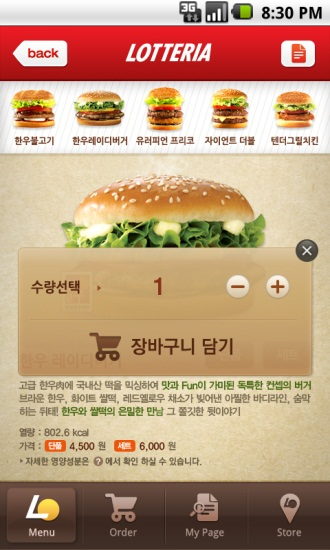 3G 8:30 PM
back LOTTERIA
한우불고기 한우레이디버거 유러피언 프리코 자이언트 더블 텐더그릴치킨
수량선택 1
장바구니 담기
한우 레이디버거
고급 한우육에 국내산 떡을 믹싱하여 맛과 Fun이 가미된 독특한 컨셉의 버거
브라운 한우, 화이트 쌀떡, 레드옐로우 채소가 빚어낸 아찔한 바디라인, 숨막
히는 뒤태! 한우와 쌀떡의 은밀한 만남 그 쫄깃한 뒷이야기
열량 : 802.6 kcal
가격 : 단품 4,500 원 세트 6,000 원
* 자세한 영양성분은 ? 에서 확인 하실 수 있습니다.
Menu Order My Page Store